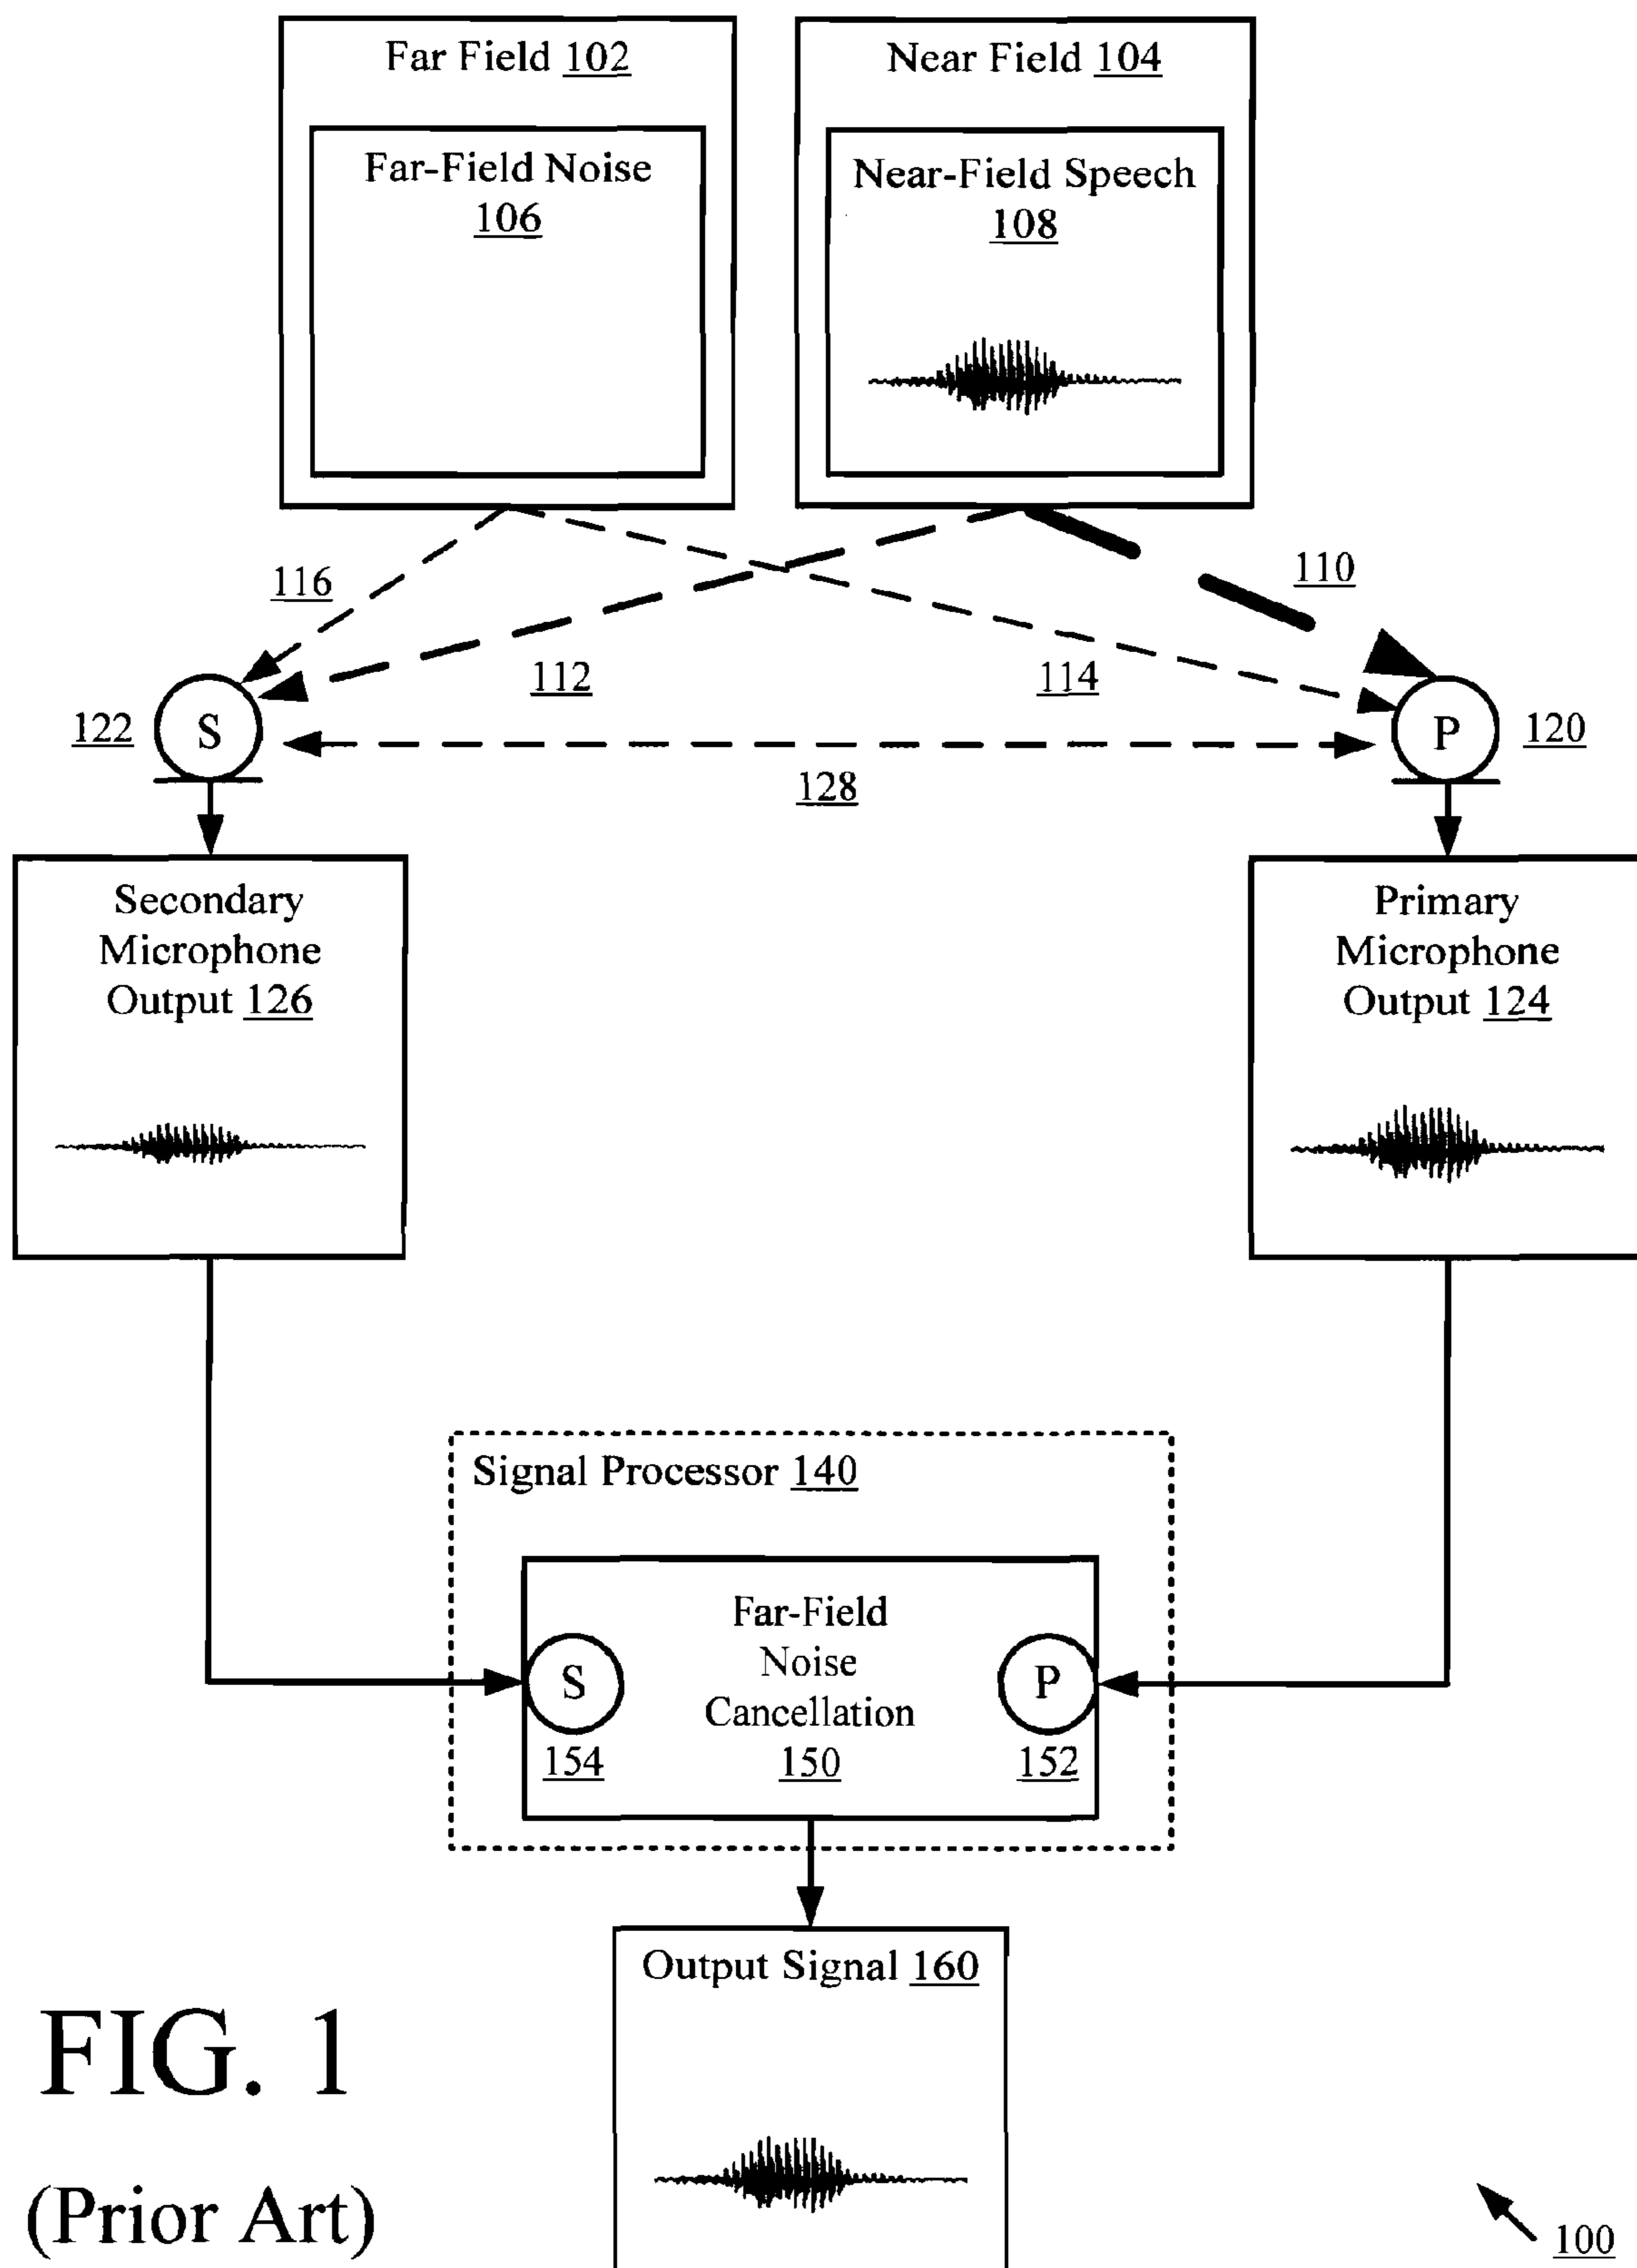 Far Field 102
Near Field 104
Far-Field Noise
106
Near-Field Speech
108
116
110
112
114
122
S
P
120
128
Secondary
Microphone
Output 126
Primary
Microphone
Output 124
Signal Processor 140
Far-Field
Noise
Cancellation
S
P
154
150
152
Output Signal 160
FIG. 1
(Prior Art)
100